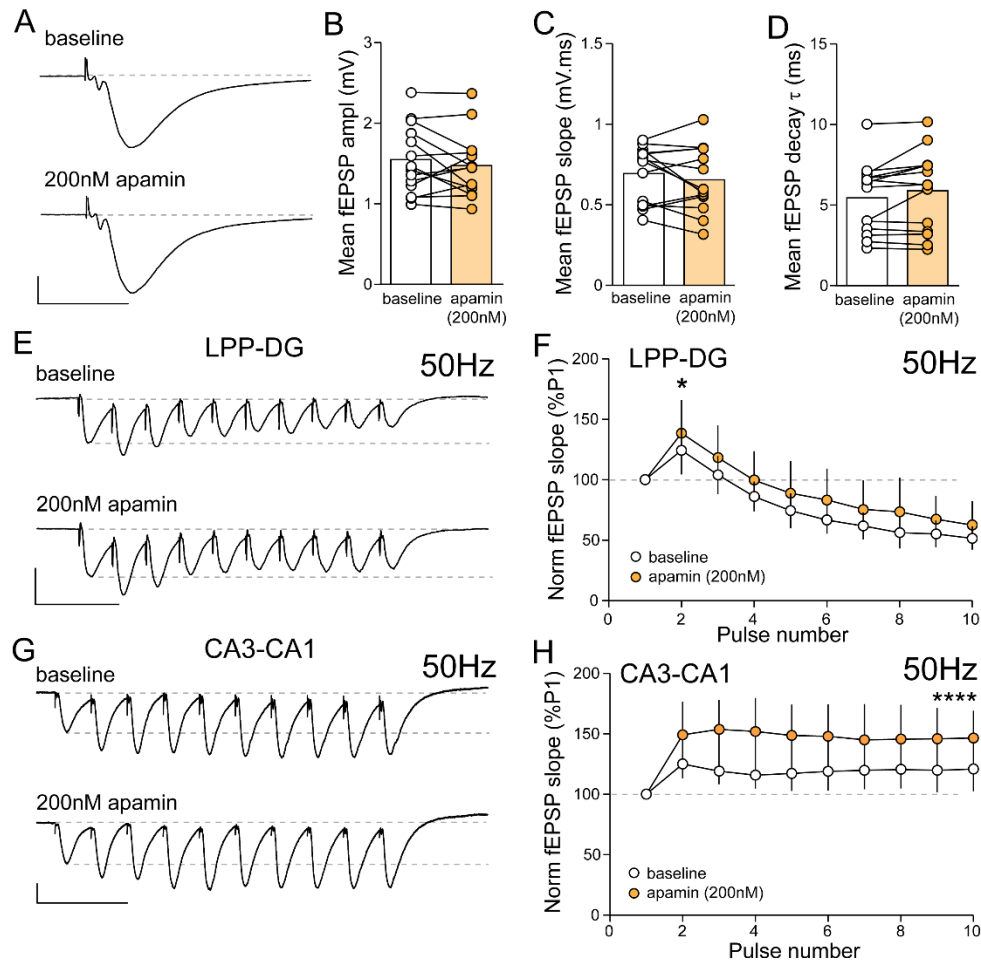 A
baseline
200nM apamin
B
Mean fEPSP ampl (mV)
3
2
1
0
baseline
apamin
(200nM)
C
Mean fEPSP slope (mV.ms)
1.5
1
0.5
0
baseline
apamin
(200nM)
D
Mean fEPSP decay τ (ms)
15
10
5
0
baseline
apamin
(200nM)
E
LPP-DG
50Hz
baseline
200nM apamin
F
LPP-DG
50Hz
*
Norm fEPSP slope (%P1)
200
150
100
50
0
baseline
apamin (200nM)
0 2 4 6 8 10
Pulse number
G
CA3-CA1
50Hz
baseline
200nM apamin
H
CA3-CA1
50Hz
****
Norm fEPSP slope (%P1)
200
150
100
50
0
baseline
apamin (200nM)
0 2 4 6 8 10
Pulse number